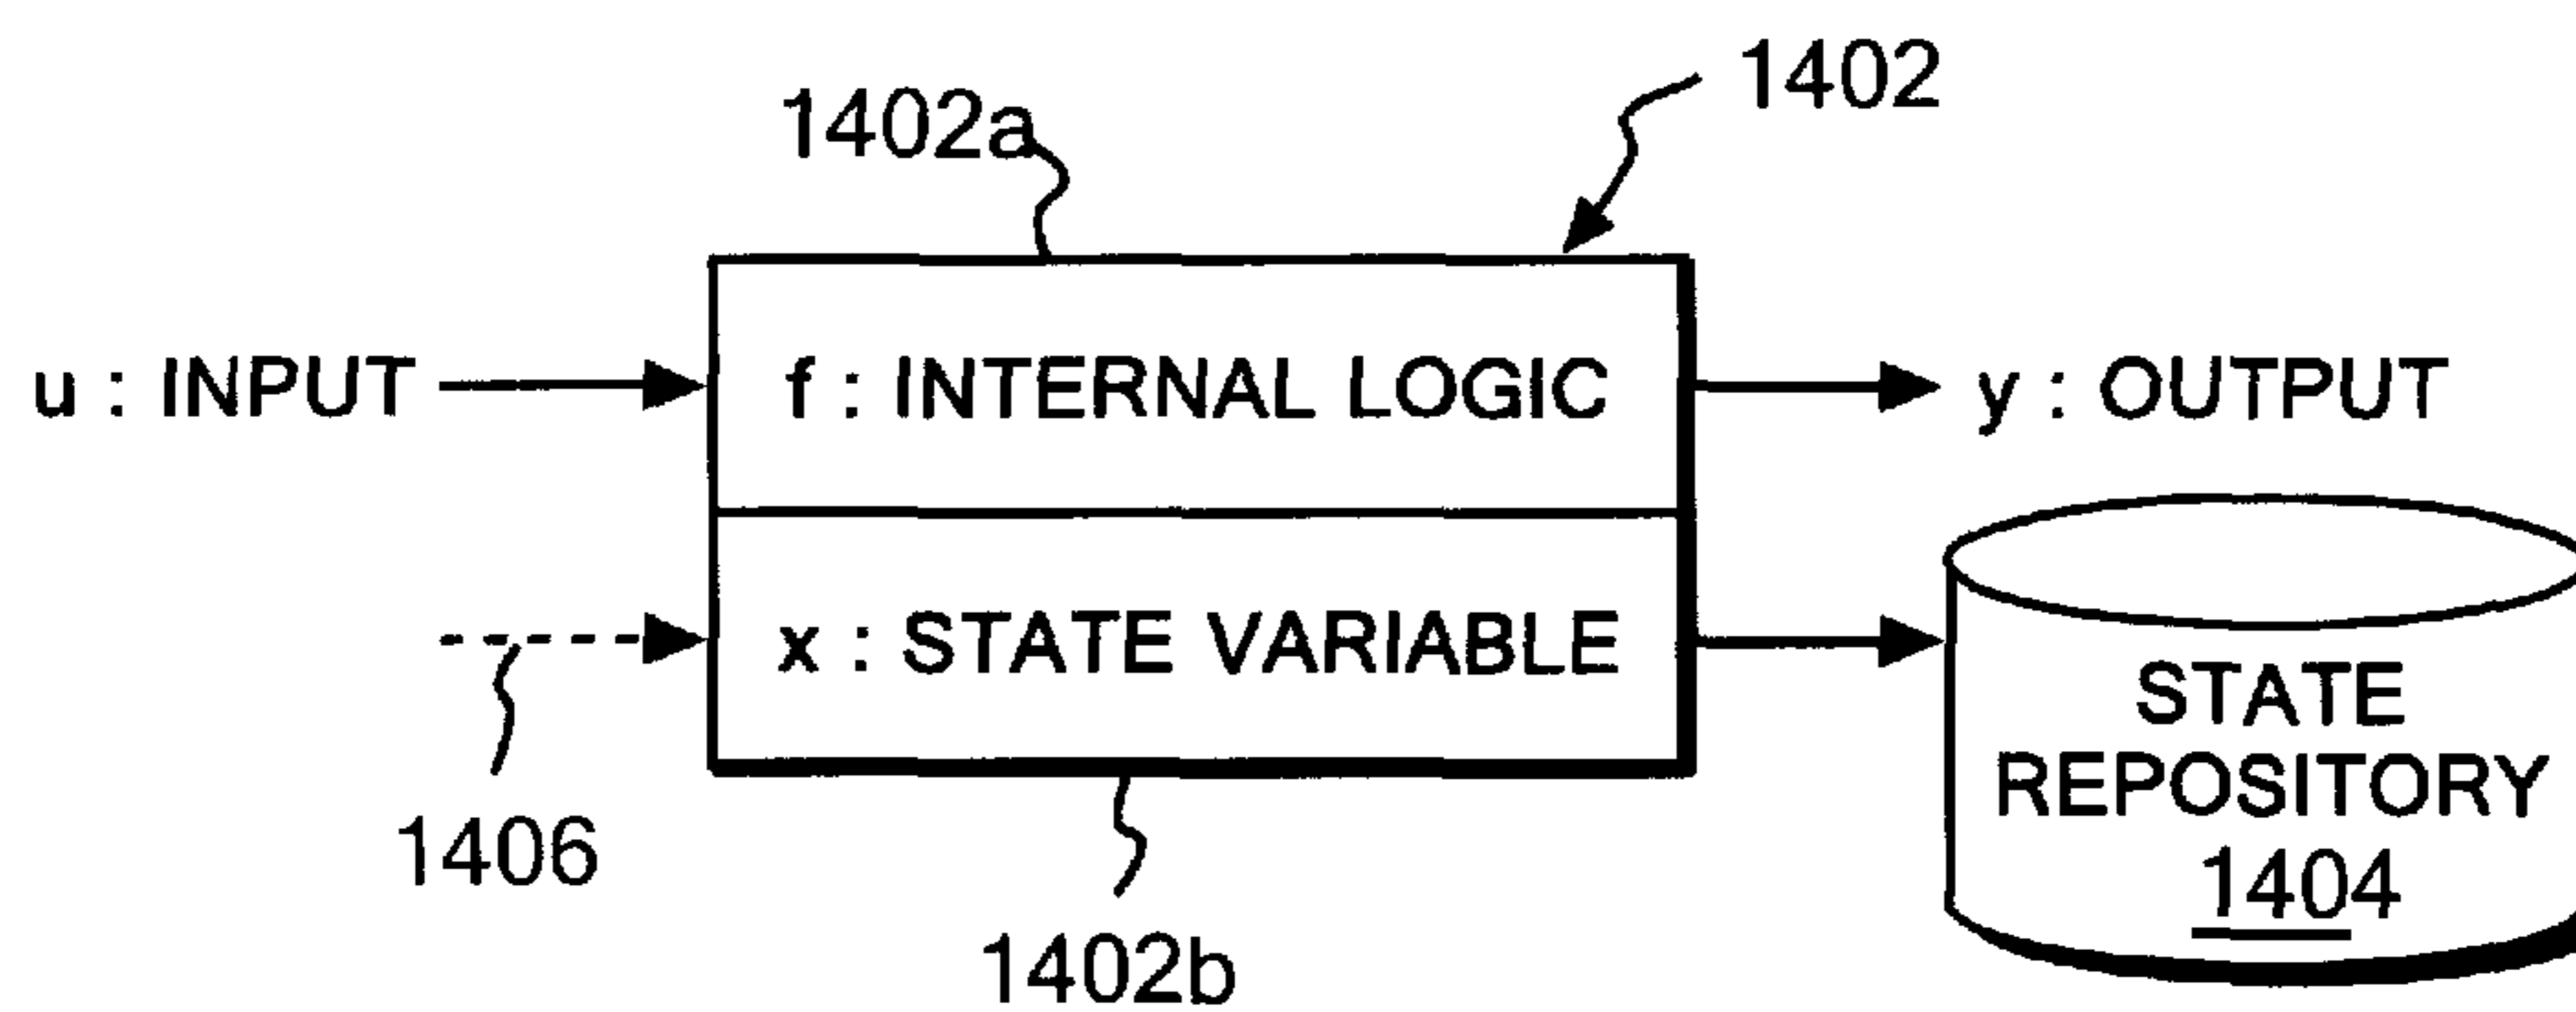 1402
1402a
u : INPUT
f : INTERNAL LOGIC
y : OUTPUT
x : STATE VARIABLE
STATE
REPOSITORY
1404
1406
1402b